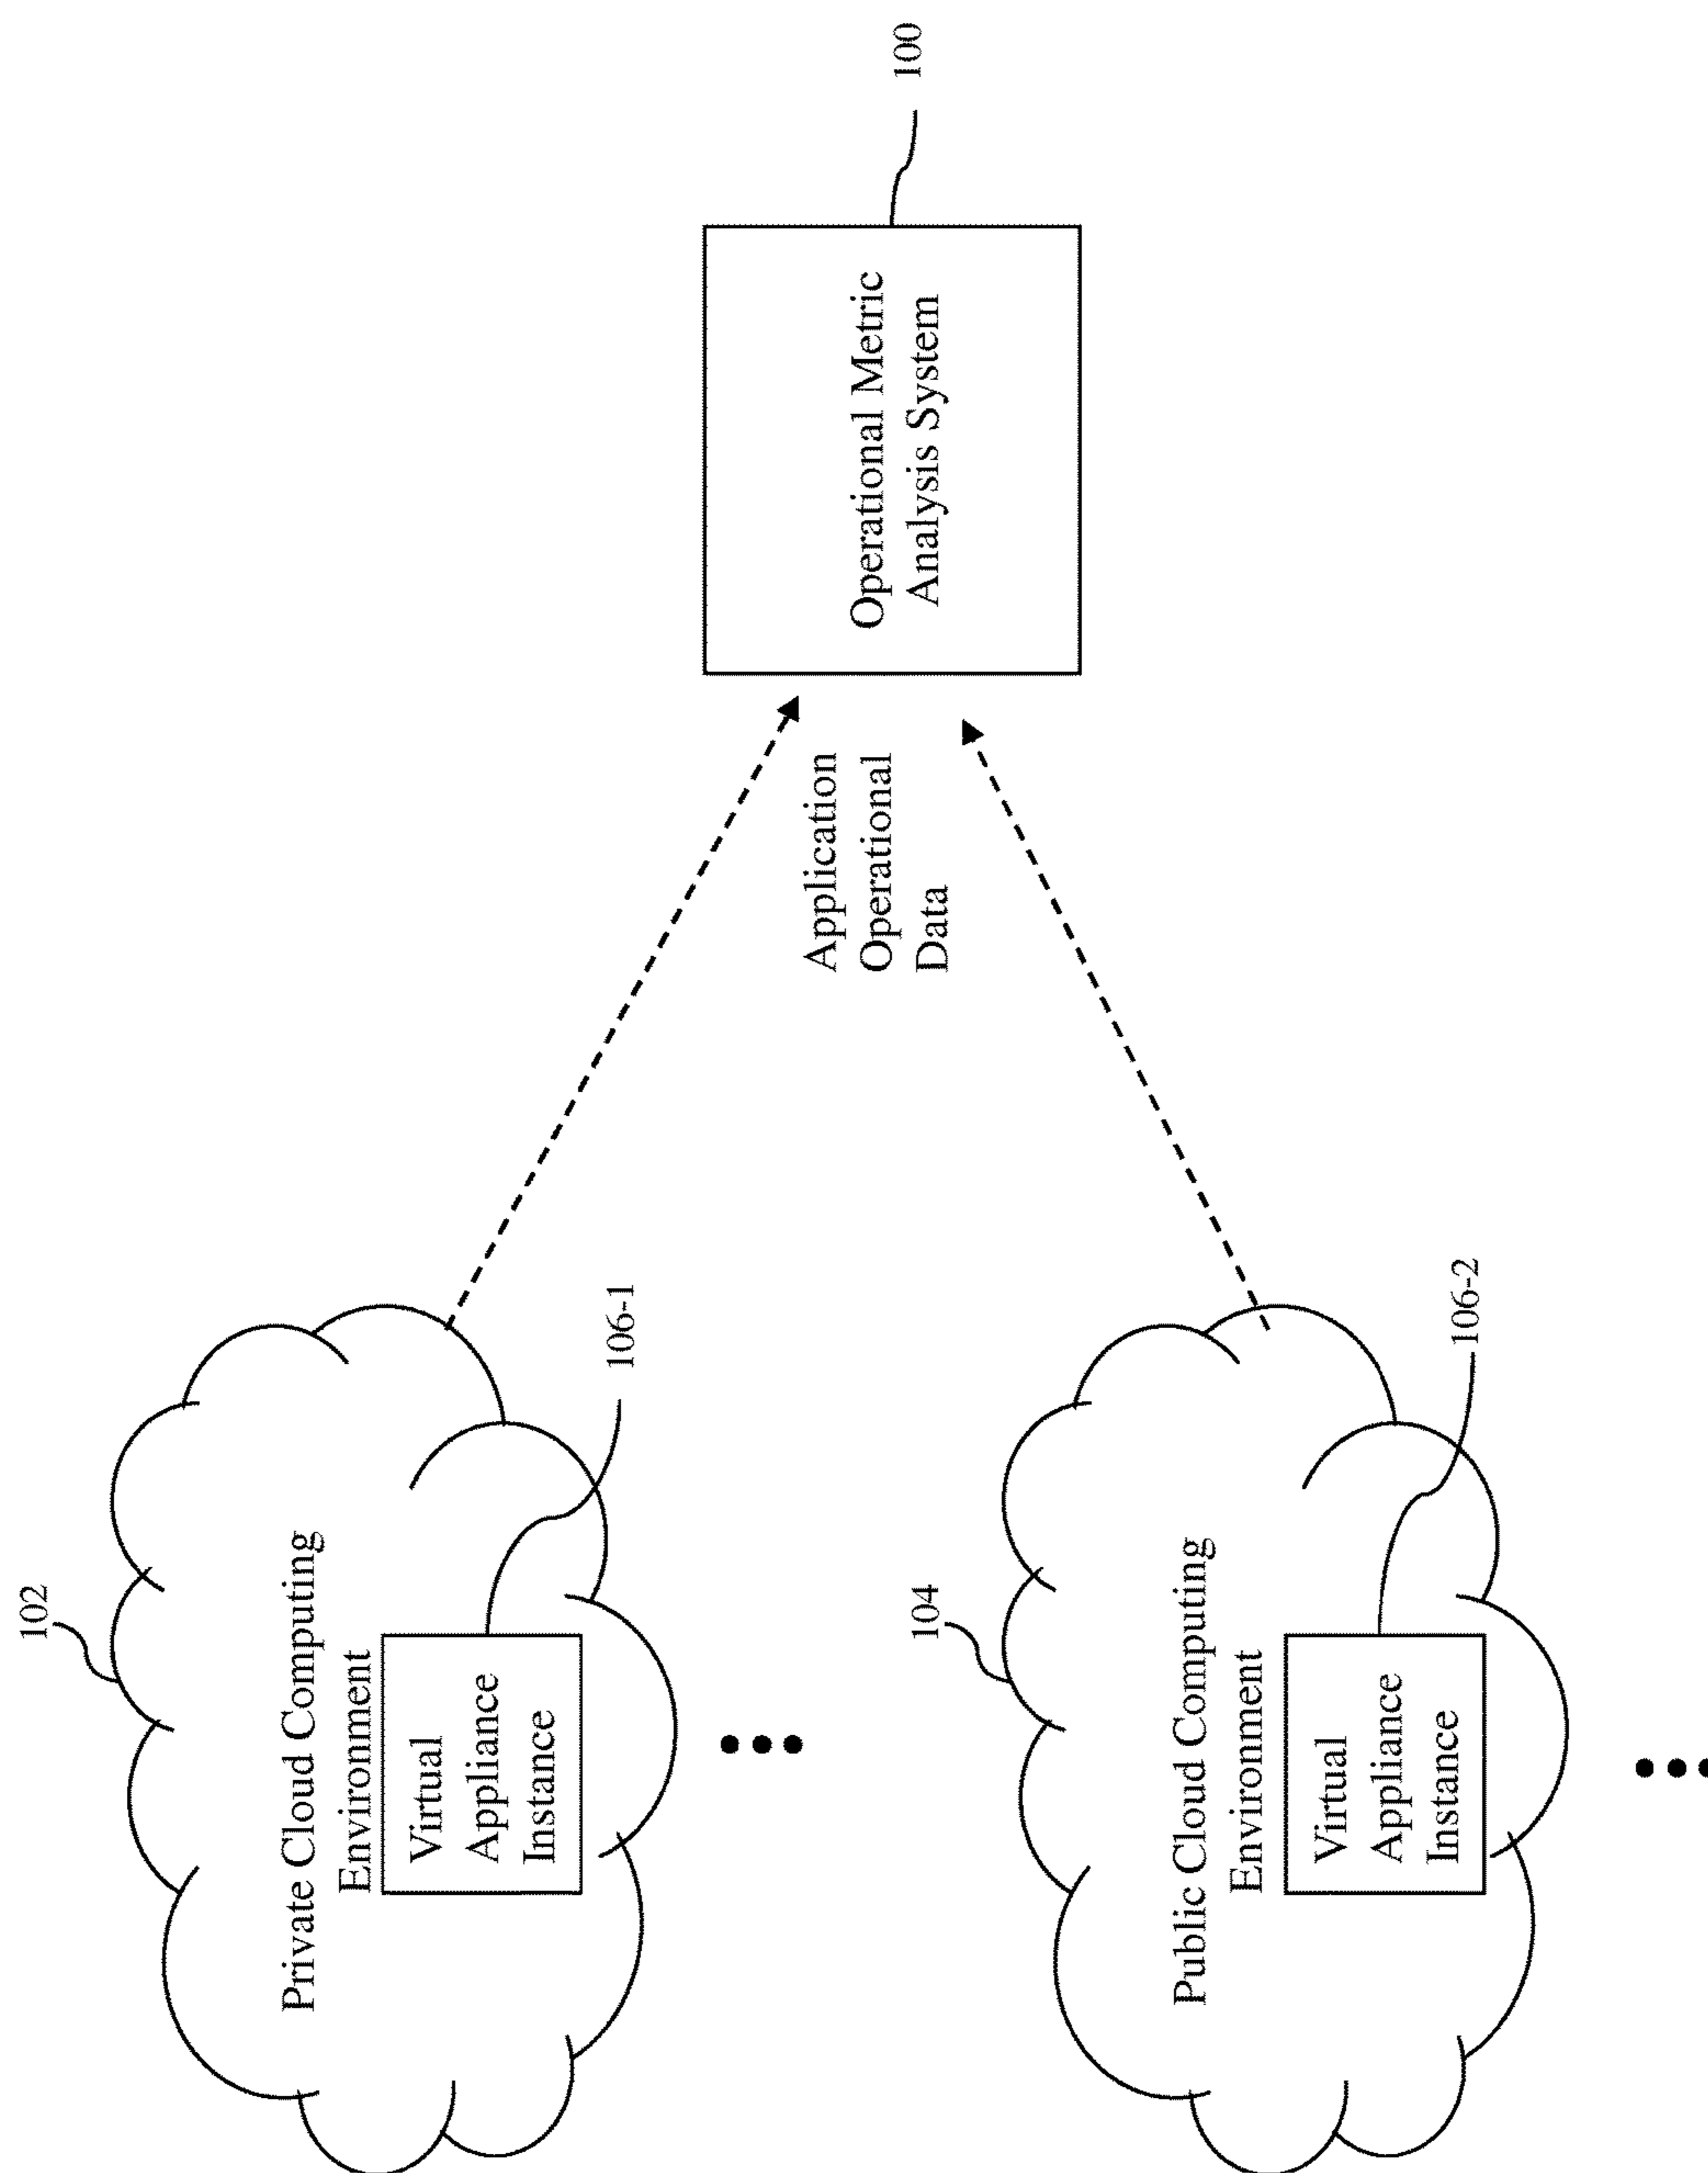 102
Private Cloud Computing
Environment
Virtual
Appliance
Instance
106-1
104
Public Cloud Computing
Environment
Virtual
Appliance
Instance
106-2
Application
Operational
Data
Operational Metric
Analysis System
100